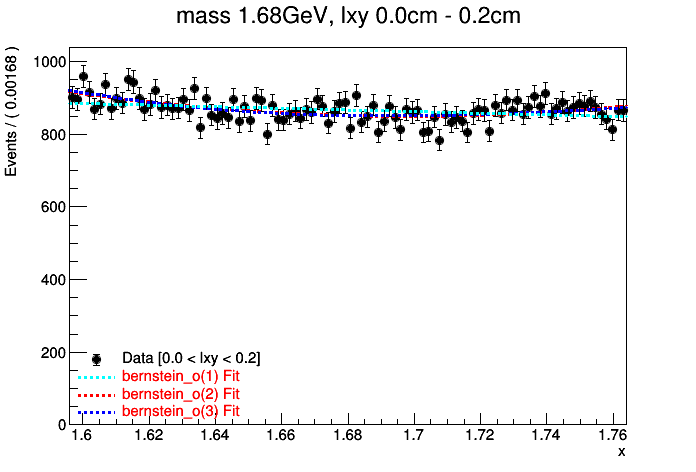 mass 1.68GeV, lxy 0.0cm - 0.2cm
Events / ( 0.00168 )
1000
800
600
400
200
0
Data [0.0 < lxy < 0.2]
bernstein_o(1) Fit
bernstein_o(2) Fit
bernstein_o(3) Fit
1.6 1.62 1.64 1.66 1.68 1.7 1.72 1.74 1.76
x